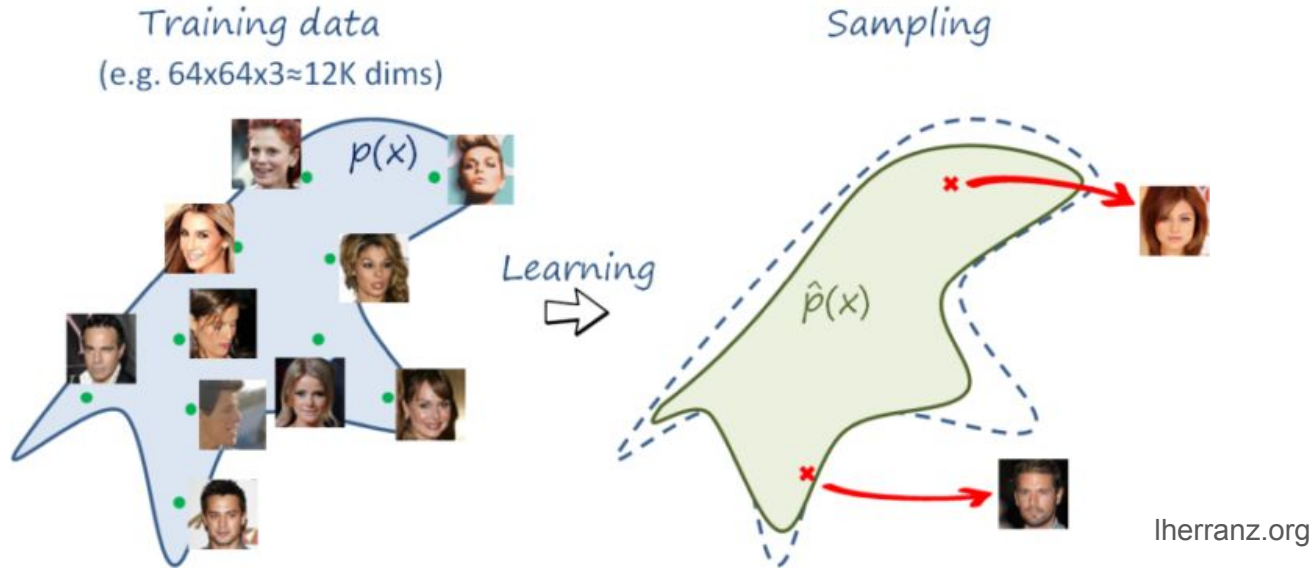 Training data
(e.g. 64x64x3≈12K dims)
p(x)
Learning
Sampling
p̂(x)
lherranz.org